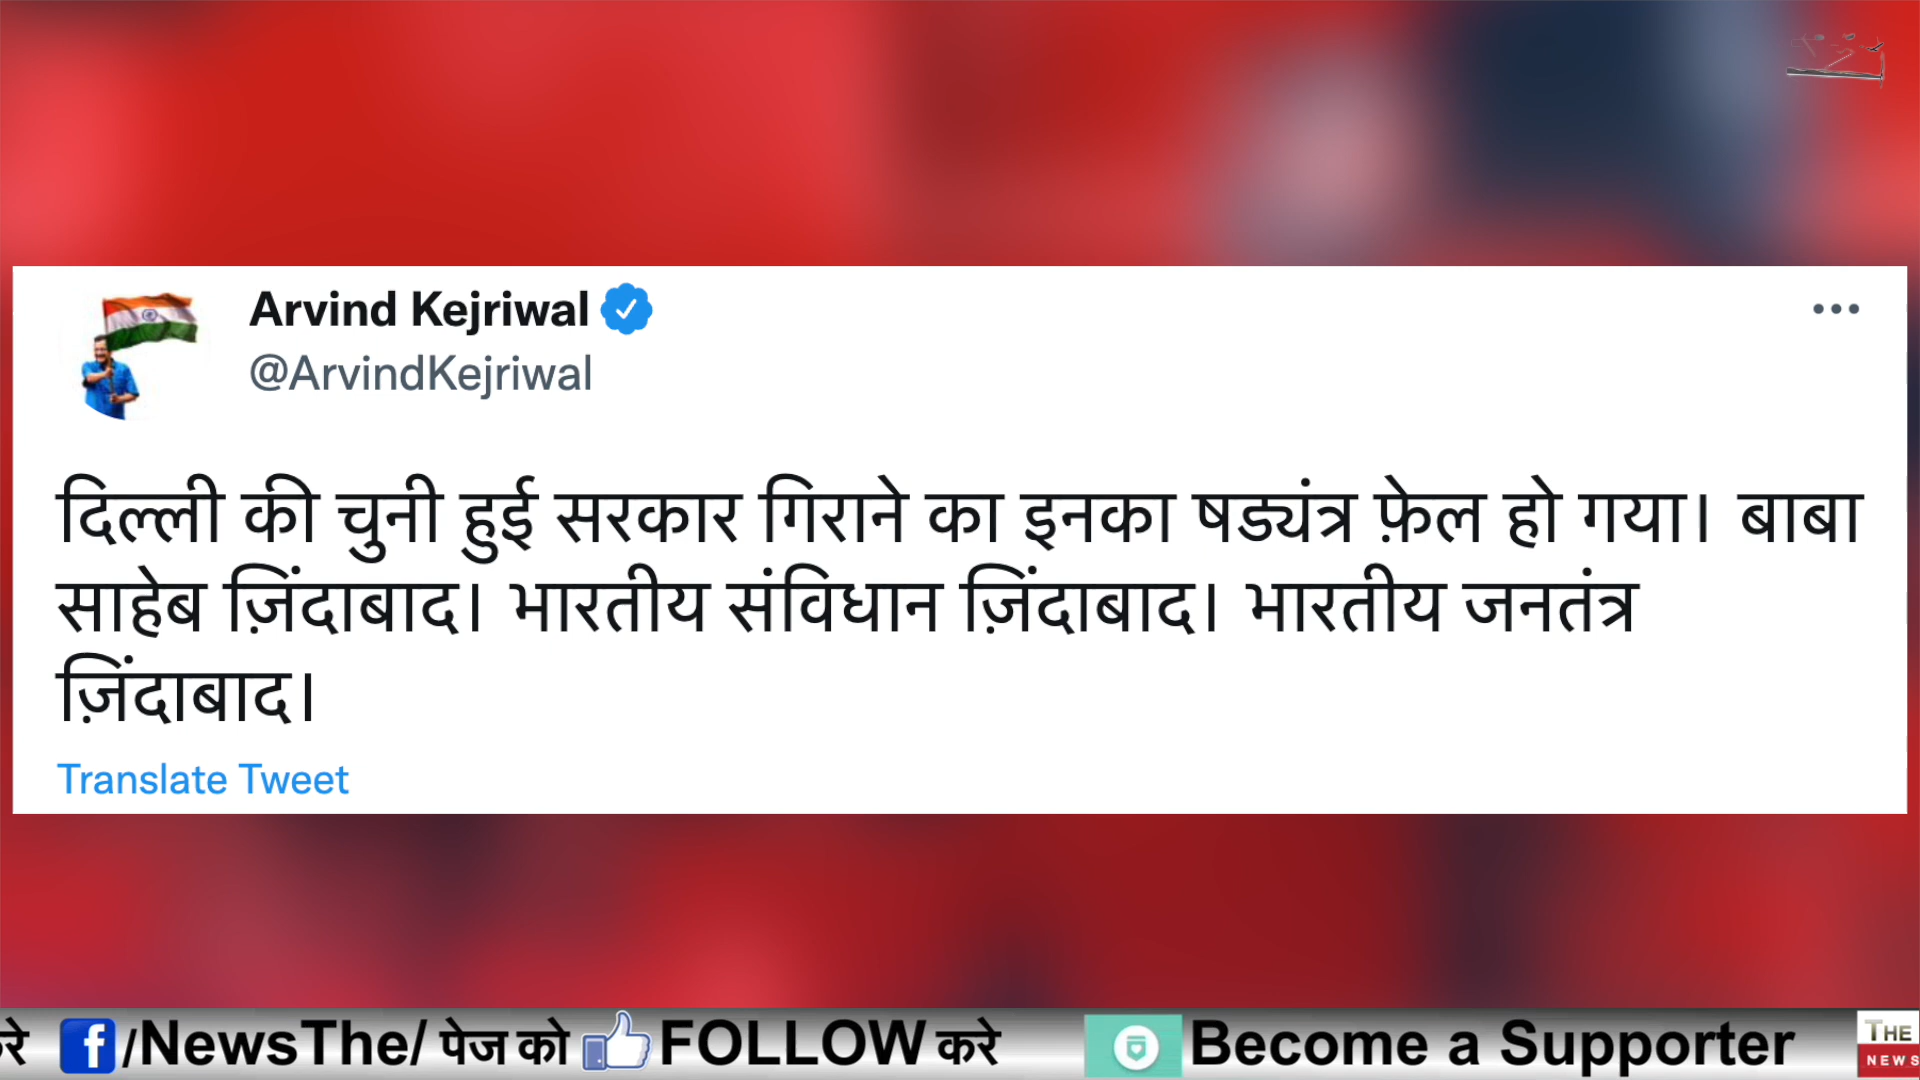 Arvind Kejriwal
@ArvindKejriwal
दिल्ली की चुनी हुई सरकार गिराने का इनका षड्यंत्र फ़ेल हो गया। बाबा
साहेब ज़िंदाबाद। भारतीय संविधान ज़िंदाबाद। भारतीय जनतंत्र
ज़िंदाबाद।
Translate Tweet
रे /NewsThe/ पेज को FOLLOW करे Become a Supporter THE NEWS